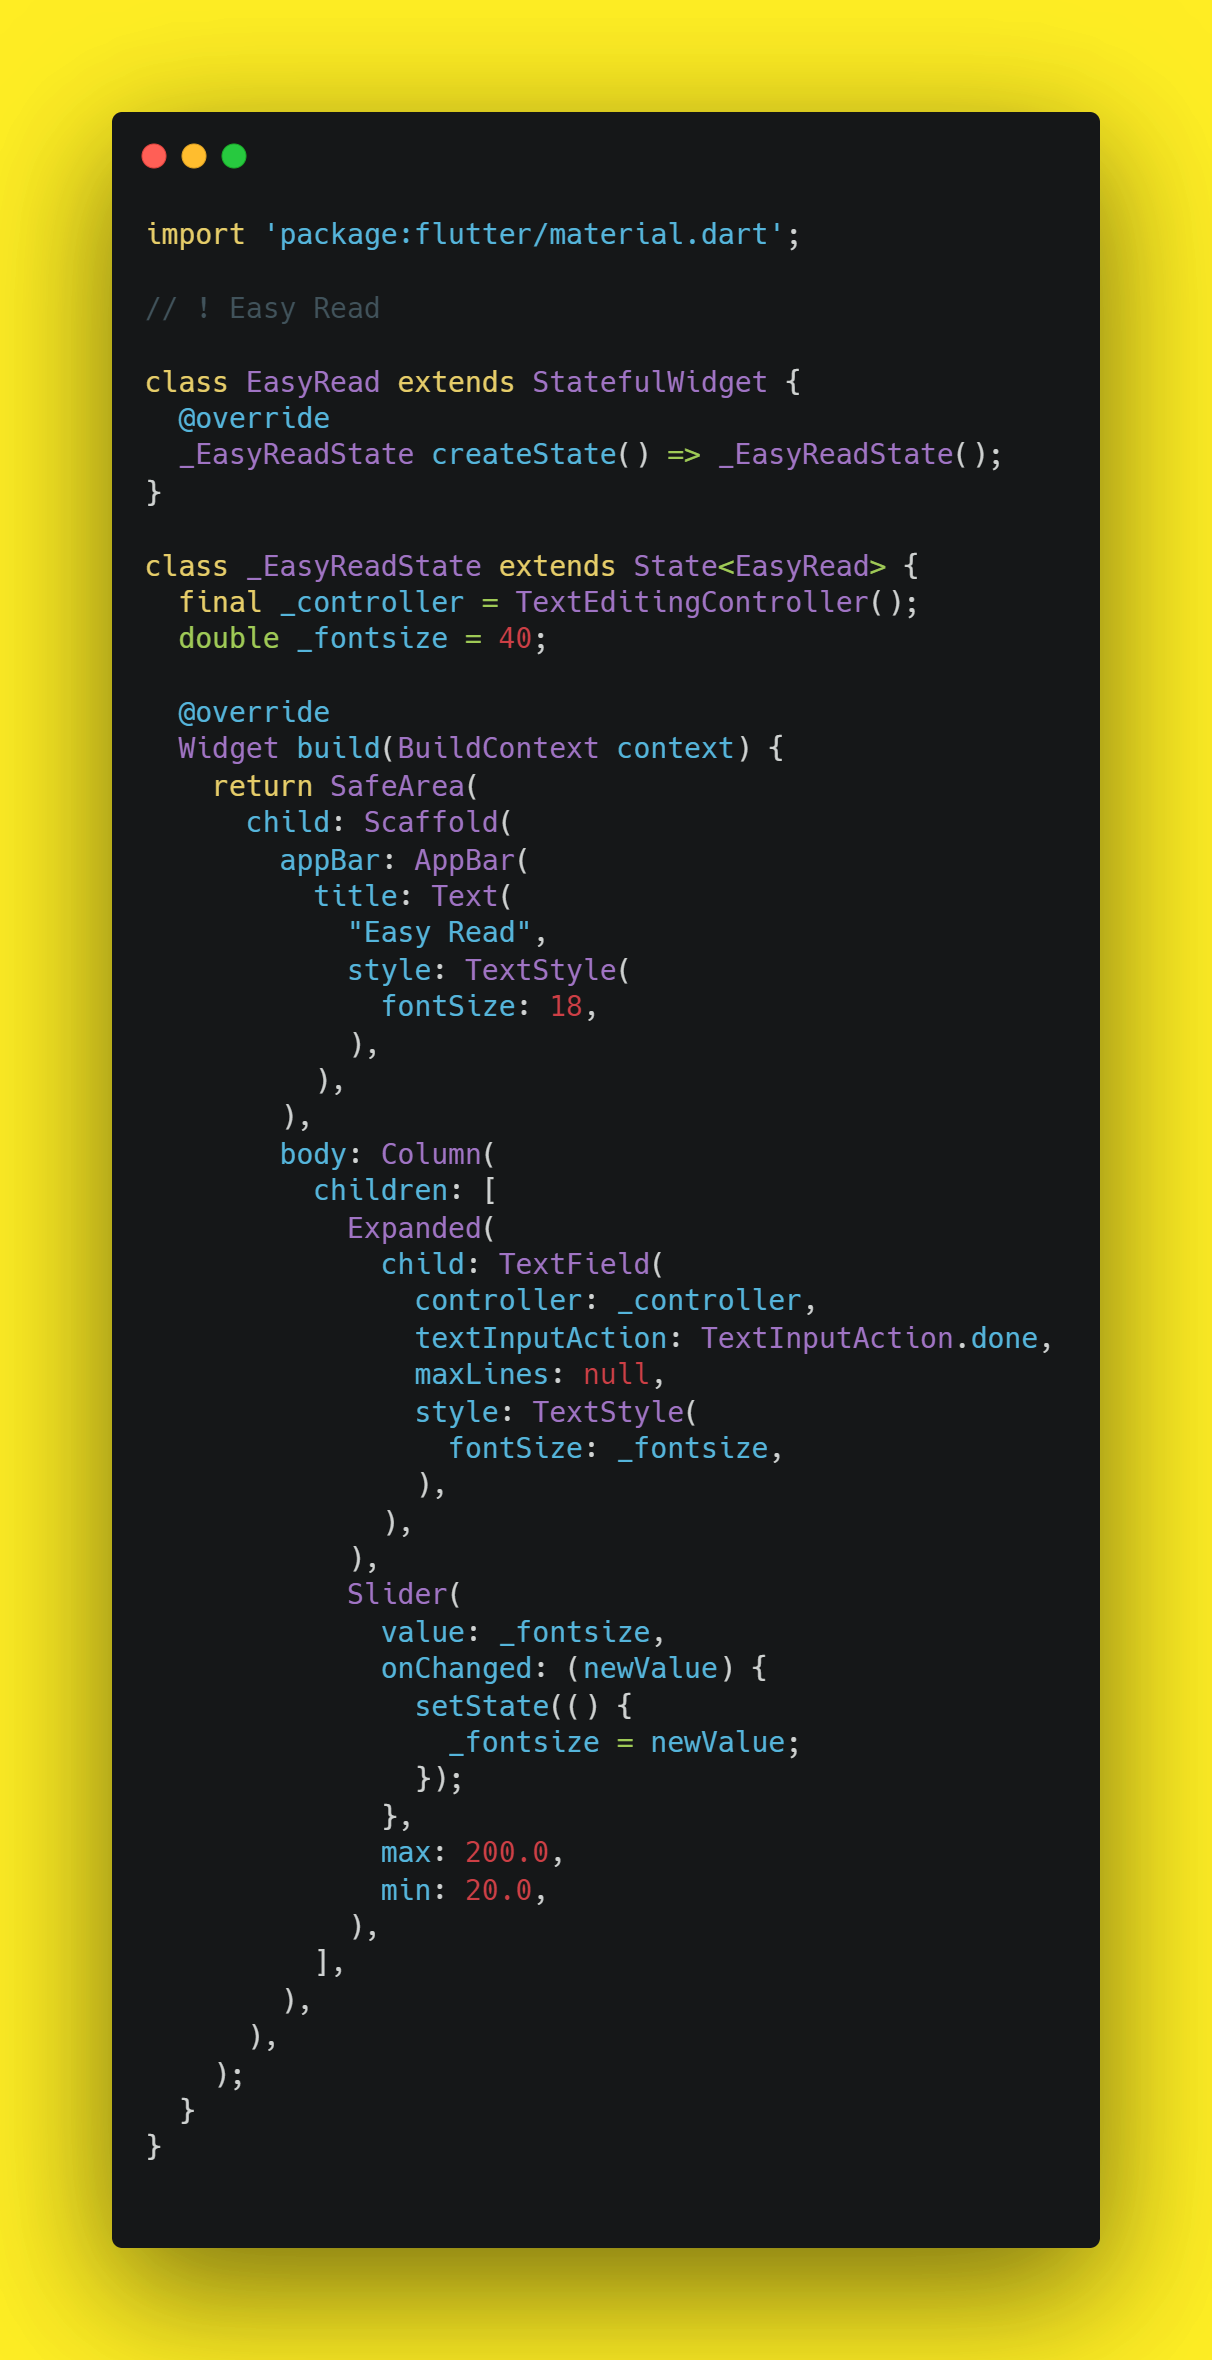 import 'package:flutter/material.dart';

// ! Easy Read

class EasyRead extends StatefulWidget {
  @override
  _EasyReadState createState() => _EasyReadState();
}

class _EasyReadState extends State<EasyRead> {
  final _controller = TextEditingController();
  double _fontsize = 40;

  @override
  Widget build(BuildContext context) {
    return SafeArea(
      child: Scaffold(
        appBar: AppBar(
          title: Text(
            "Easy Read",
            style: TextStyle(
              fontSize: 18,
            ),
          ),
        ),
        body: Column(
          children: [
            Expanded(
              child: TextField(
                controller: _controller,
                textInputAction: TextInputAction.done,
                maxLines: null,
                style: TextStyle(
                  fontSize: _fontsize,
                ),
              ),
            ),
            Slider(
              value: _fontsize,
              onChanged: (newValue) {
                setState(() {
                  _fontsize = newValue;
                });
              },
              max: 200.0,
              min: 20.0,
            ),
          ],
        ),
      ),
    );
  }
}